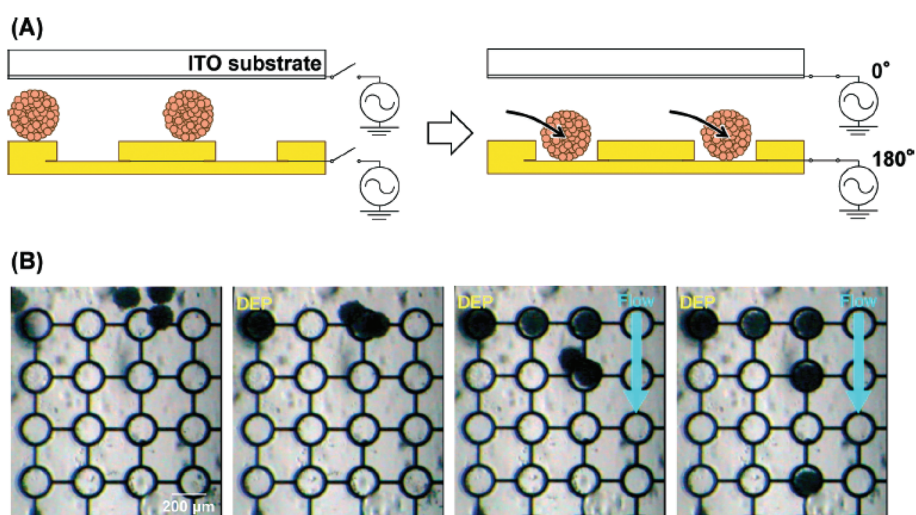 (A)
ITO substrate
0°
180°
(B)
DEP
DEP
Flow
DEP
Flow
200 μm